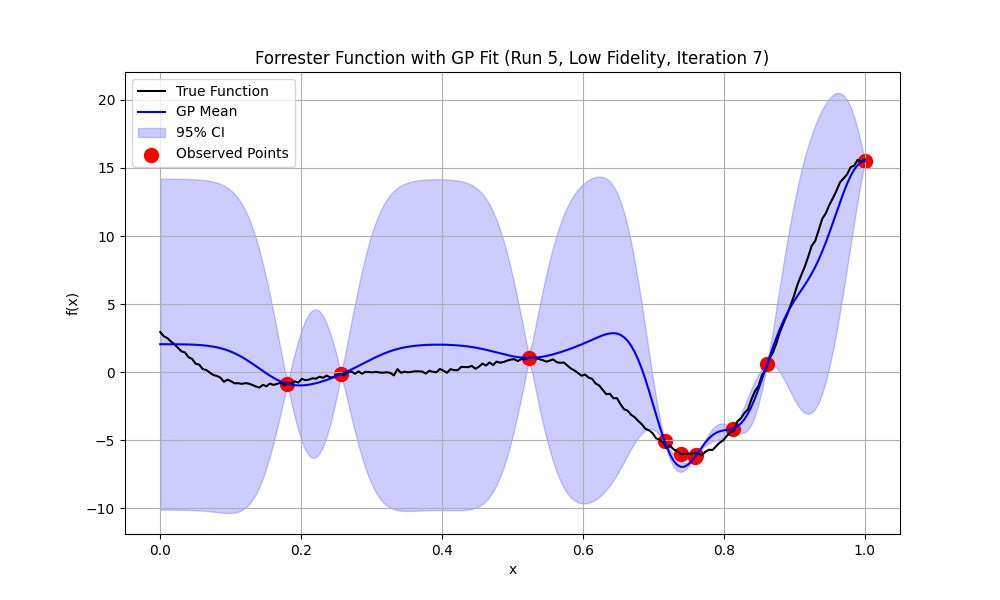 Forrester Function with GP Fit (Run 5, Low Fidelity, Iteration 7)
True Function
GP Mean
95% CI
Observed Points
20
15
10
5
0
−5
−10
f(x)
0.0 0.2 0.4 0.6 0.8 1.0
x